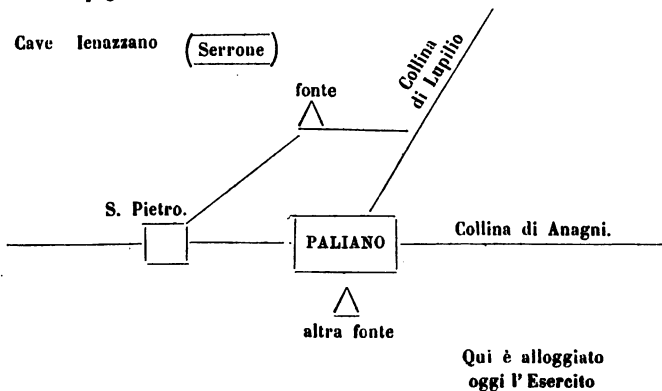 Cave Ienazzano (Serrone)
fonte
Collina
di Lupilio
S. Pietro.
PALIANO
Collina di Anagni.
altra fonte
Qui è alloggiato
oggi l' Esercito